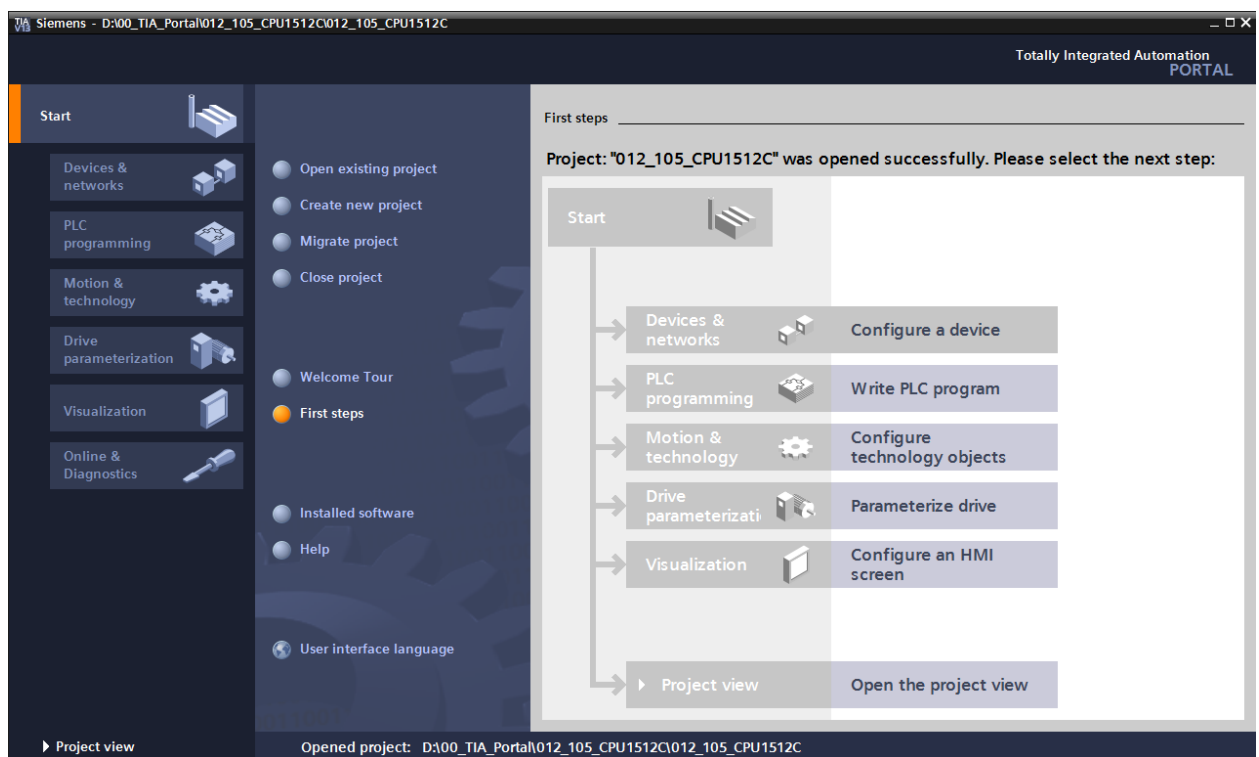 TIA V13 Siemens - D:\00_TIA_Portal\012_105_CPU1512C\012_105_CPU1512C
Totally Integrated Automation
PORTAL
Start
Devices &
networks
PLC
programming
Motion &
technology
Drive
parameterization
Visualization
Online &
Diagnostics
Project view
Open existing project
Create new project
Migrate project
Close project
Welcome Tour
First steps
Installed software
Help
User interface language
First steps
Project: "012_105_CPU1512C" was opened successfully. Please select the next step:
Start
Devices &
networks
Configure a device
PLC
programming
Write PLC program
Motion &
technology
Configure
technology objects
Drive
parameterizati
Parameterize drive
Visualization
Configure an HMI
screen
Project view
Open the project view
Opened project: D:\00_TIA_Portal\012_105_CPU1512C\012_105_CPU1512C